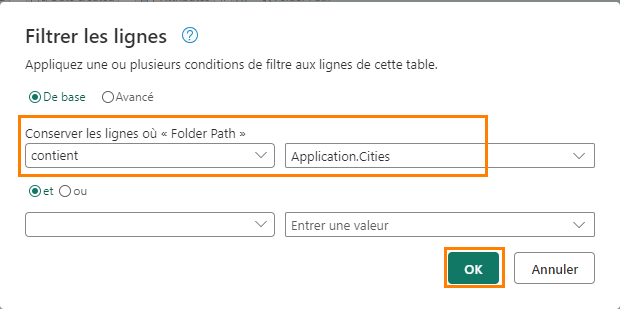 Filtrer les lignes ?
Appliquez une ou plusieurs conditions de filtre aux lignes de cette table.
De base Avancé
Conserver les lignes où « Folder Path »
contient Application.Cities
et ou
Entrer une valeur
OK Annuler